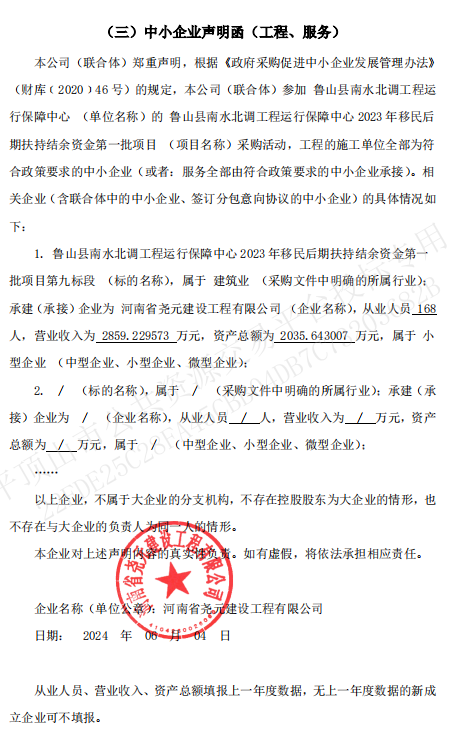 （三）中小企业声明函（工程、服务）
本公司（联合体）郑重声明，根据《政府采购促进中小企业发展管理办法》
（财库﹝2020﹞46 号）的规定，本公司（联合体）参加 鲁山县南水北调工程运
行保障中心 （单位名称）的 鲁山县南水北调工程运行保障中心 2023 年移民后
期扶持结余资金第一批项目 （项目名称）采购活动，工程的施工单位全部为符
合政策要求的中小企业（或者：服务全部由符合政策要求的中小企业承接）。相
关企业（含联合体中的中小企业、签订分包意向协议的中小企业）的具体情况如
下：
1. 鲁山县南水北调工程运行保障中心 2023 年移民后期扶持结余资金第一
批项目第九标段 （标的名称），属于 建筑业 （采购文件中明确的所属行业）；
承建（承接）企业为 河南省尧元建设工程有限公司 （企业名称），从业人员 168
人，营业收入为 2859.229573 万元，资产总额为 2035.643007 万元，属于 小
型企业 （中型企业、小型企业、微型企业）；
2. / （标的名称），属于 / （采购文件中明确的所属行业）；承建（承
接）企业为 / （企业名称），从业人员 / 人，营业收入为 / 万元，资产
总额为 / 万元，属于 / （中型企业、小型企业、微型企业）；
……
以上企业，不属于大企业的分支机构，不存在控股股东为大企业的情形，也
不存在与大企业的负责人为同一人的情形。
本企业对上述声明内容的真实性负责。如有虚假，将依法承担相应责任。
河南省尧元建设工程有限公司
企业名称（单位公章）：河南省尧元建设工程有限公司
日期： 2024 年 06 月 04 日
从业人员、营业收入、资产总额填报上一年度数据，无上一年度数据的新成
立企业可不填报。